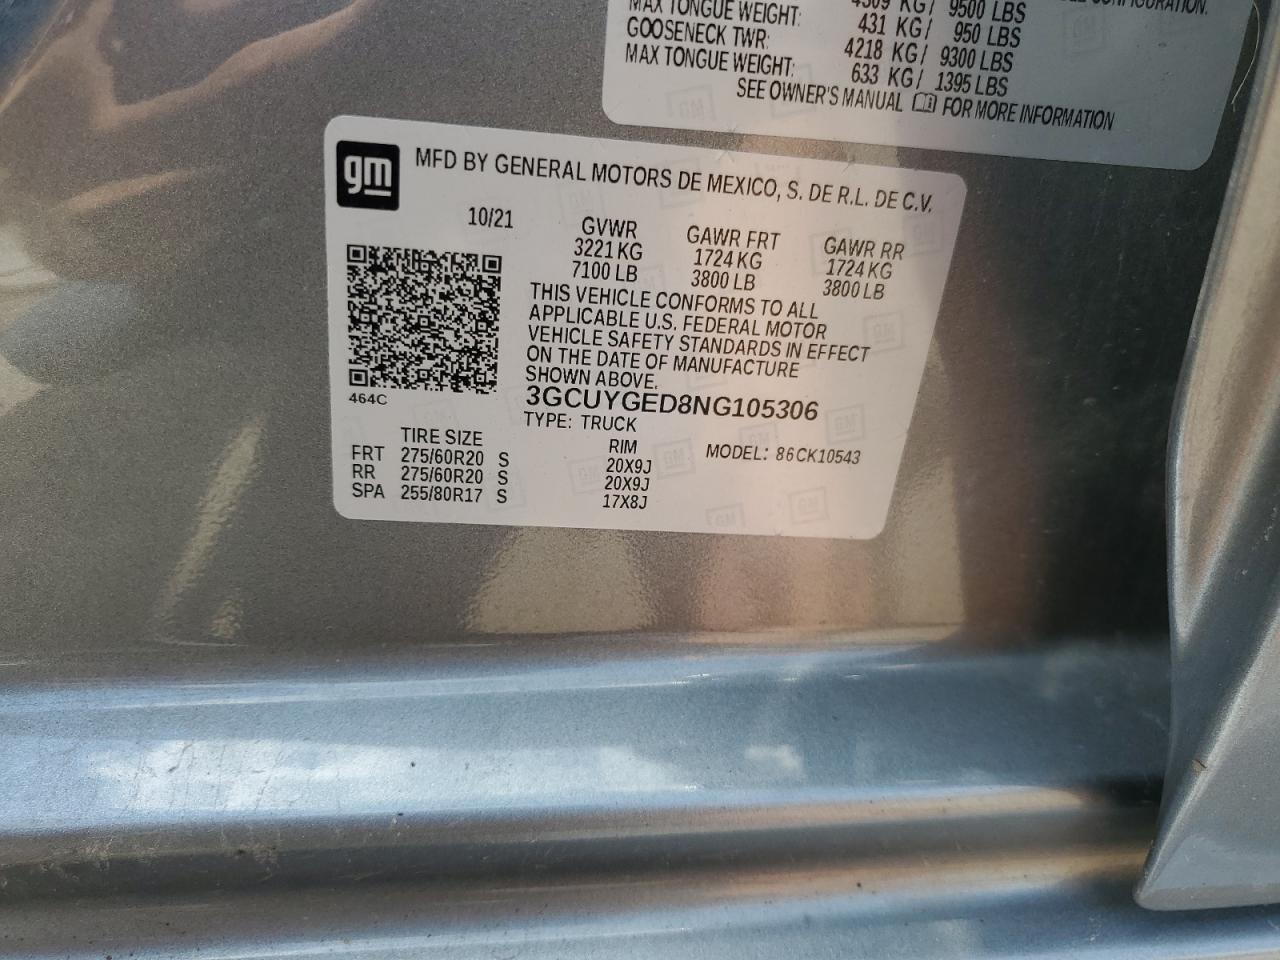 MAX TONGUE WEIGHT: 431 KG/ 950 LBS
GOOSENECK TWR: 4218 KG/ 9300 LBS
MAX TONGUE WEIGHT: 633 KG/ 1395 LBS
SEE OWNER'S MANUAL FOR MORE INFORMATION
gm
MFD BY GENERAL MOTORS DE MEXICO, S. DE R.L. DE C.V.
10/21 GVWR GAWR FRT GAWR RR
3221 KG 1724 KG 1724 KG
7100 LB 3800 LB 3800 LB
THIS VEHICLE CONFORMS TO ALL
APPLICABLE U.S. FEDERAL MOTOR
VEHICLE SAFETY STANDARDS IN EFFECT
ON THE DATE OF MANUFACTURE
SHOWN ABOVE.
464C
3GCUYGED8NG105306
TYPE: TRUCK
TIRE SIZE RIM MODEL: 86CK10543
FRT 275/60R20 S 20X9J
RR 275/60R20 S 20X9J
SPA 255/80R17 S 17X8J